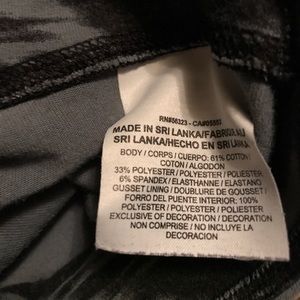 RN#56323 - CA#05553
MADE IN SRI LANKA/FABRIQUE AU
SRI LANKA/HECHO EN SRI LANKA
BODY / CORPS / CUERPO: 61% COTTON /
COTON / ALGODON
33% POLYESTER / POLYESTER / POLIESTER
6% SPANDEX / ELASTHANNE / ELASTANO
GUSSET LINING / DOUBLURE DE GOUSSET /
FORRO DEL PUENTE INTERIOR: 100%
POLYESTER / POLYESTER / POLIESTER
EXCLUSIVE OF DECORATION / DECORATION
NON COMPRISE / NO INCLUYE LA
DECORACION